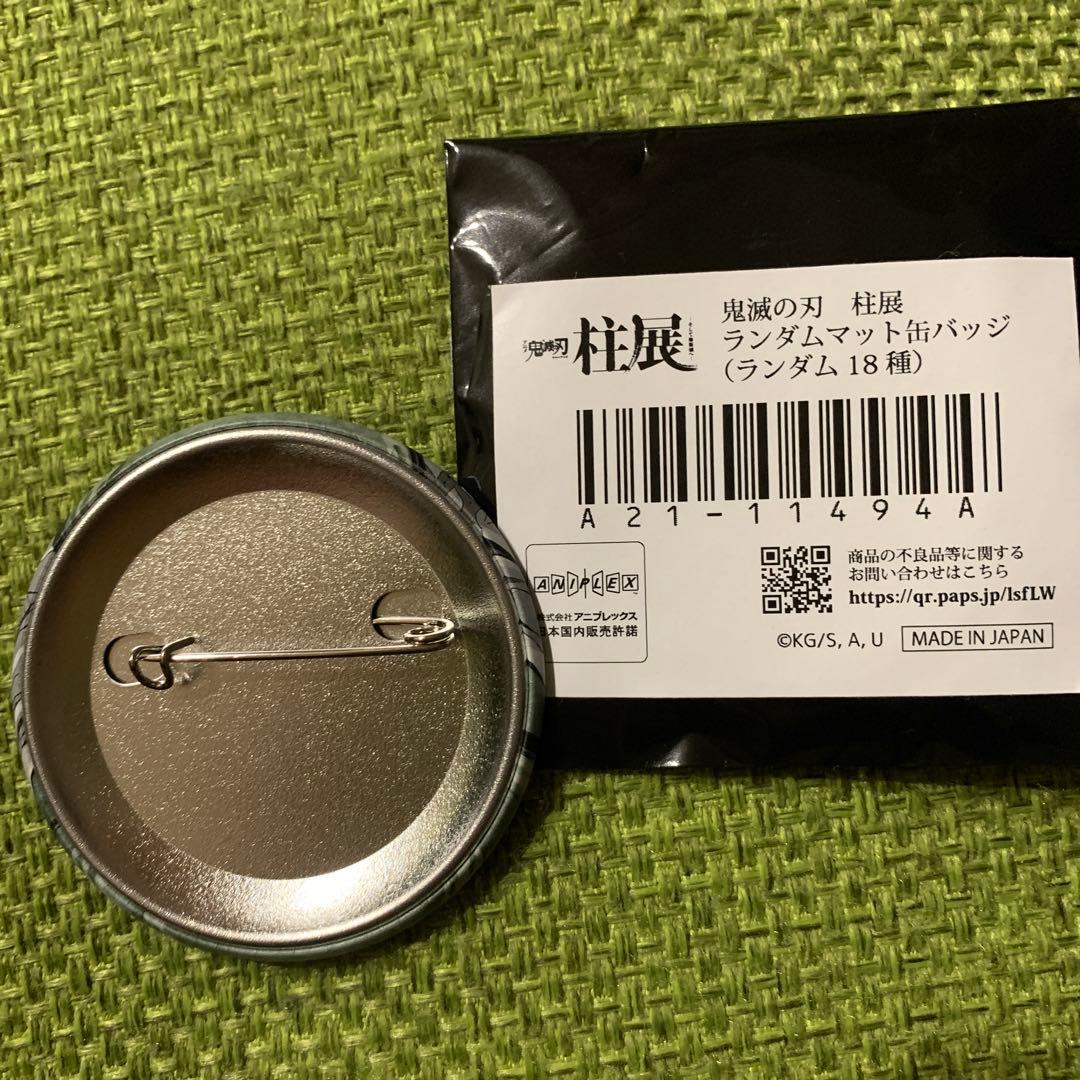 鬼滅の刃 柱展
ランダムマット缶バッジ
(ランダム 18 種)
鬼滅の刃 柱展
A21-11494A
ANIPLEX
株式会社 アニプレックス
日本国内販売許諾
商品の不良品等に関する
お問い合わせはこちら
https://qr.paps.jp/lsfLW
©KG/S, A, U
MADE IN JAPAN